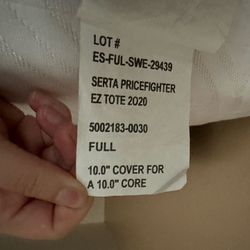 LOT #
ES-FUL-SWE-29439
SERTA PRICEFIGHTER
EZ TOTE 2020
5002183-0030
FULL
10.0" COVER FOR
A 10.0" CORE